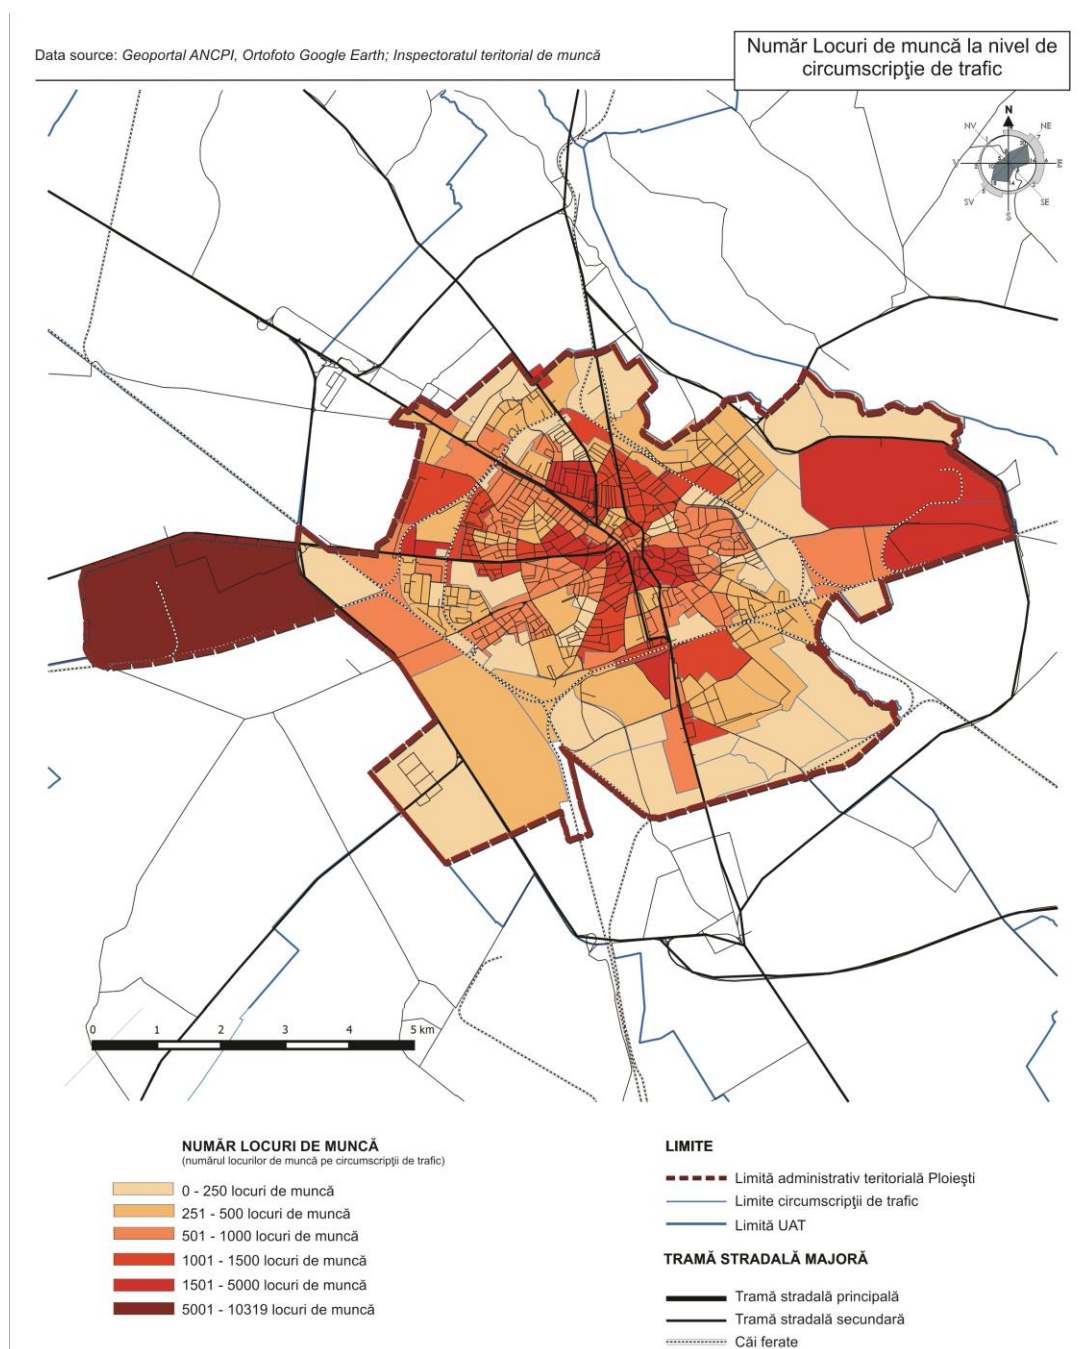 Data source: Geoportal ANCPI, Ortofoto Google Earth; Inspectoratul teritorial de muncă
Număr Locuri de muncă la nivel de
circumscripţie de trafic
N
NV
NE
V
E
SV
SE
S
0 1 2 3 4 5 km
NUMĂR LOCURI DE MUNCĂ
(numărul locurilor de muncă pe circumscripţii de trafic)
0 - 250 locuri de muncă
251 - 500 locuri de muncă
501 - 1000 locuri de muncă
1001 - 1500 locuri de muncă
1501 - 5000 locuri de muncă
5001 - 10319 locuri de muncă
LIMITE
Limită administrativ teritorială Ploieşti
Limite circumscripţii de trafic
Limită UAT
TRAMĂ STRADALĂ MAJORĂ
Tramă stradală principală
Tramă stradală secundară
Căi ferate